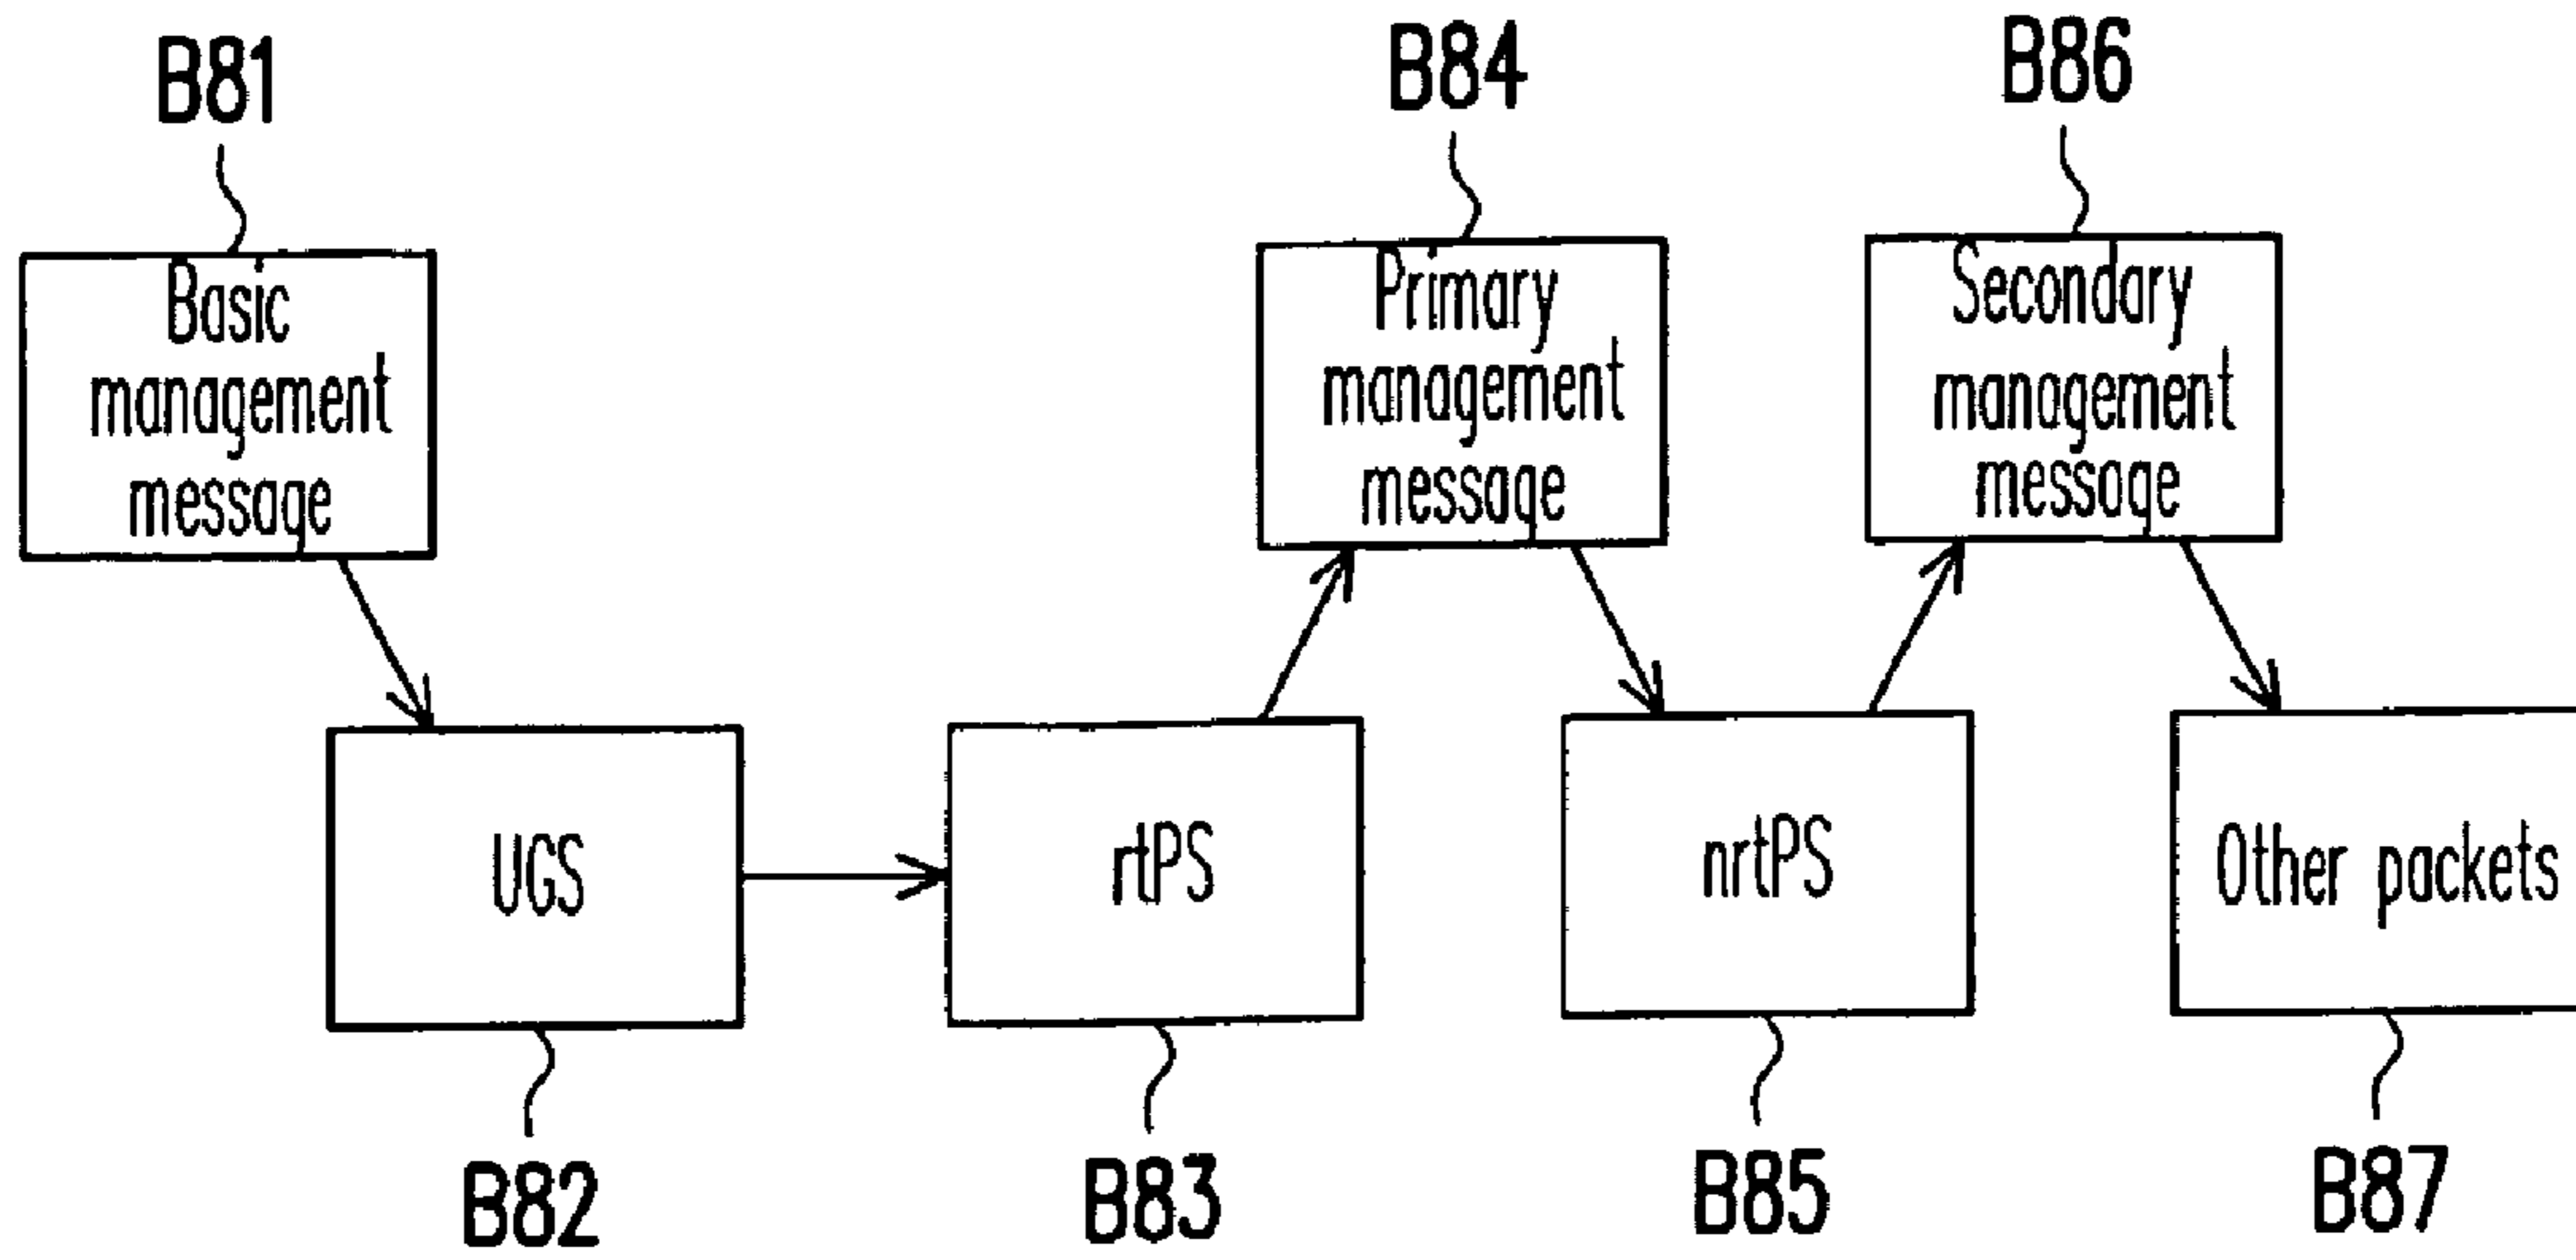 B81
B84
B86
Basic
management
message
Primary
management
message
Secondary
management
message
UGS
rtPS
nrtPS
Other packets
B82
B83
B85
B87